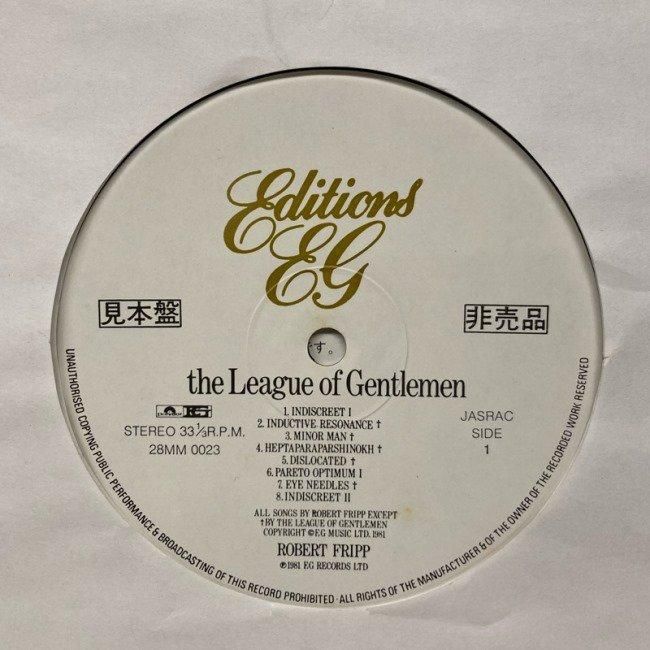 Editions
EG
見本盤
非売品
す。
the League of Gentlemen
STEREO 33⅓R.P.M.
28MM 0023
1. INDISCREET I
2. INDUCTIVE RESONANCE †
3. MINOR MAN †
4. HEPTAPARAPARSHINOKH †
5. DISLOCATED †
6. PARETO OPTIMUM I
7. EYE NEEDLES †
8. INDISCREET II
JASRAC
SIDE
1
ALL SONGS BY ROBERT FRIPP EXCEPT
† BY THE LEAGUE OF GENTLEMEN
COPYRIGHT ©EG MUSIC LTD. 1981
ROBERT FRIPP
℗1981 EG RECORDS LTD
UNAUTHORISED COPYING PUBLIC PERFORMANCE & BROADCASTING OF THIS RECORD PROHIBITED · ALL RIGHTS OF THE MANUFACTURER & OF THE OWNER OF THE RECORDED WORK RESERVED